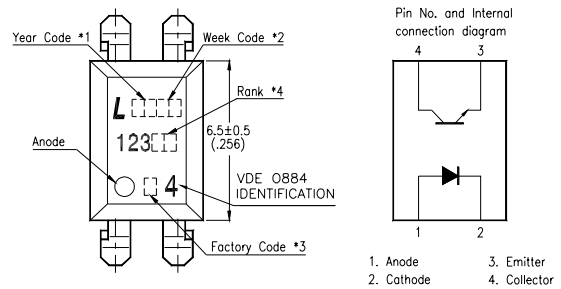 Year Code *1
Week Code *2
L
Rank *4
123
6.5±0.5
(.256)
Anode
4
VDE 0884
IDENTIFICATION
Factory Code *3
Pin No. and Internal
connection diagram
4 3
1 2
1. Anode 3. Emitter
2. Cathode 4. Collector